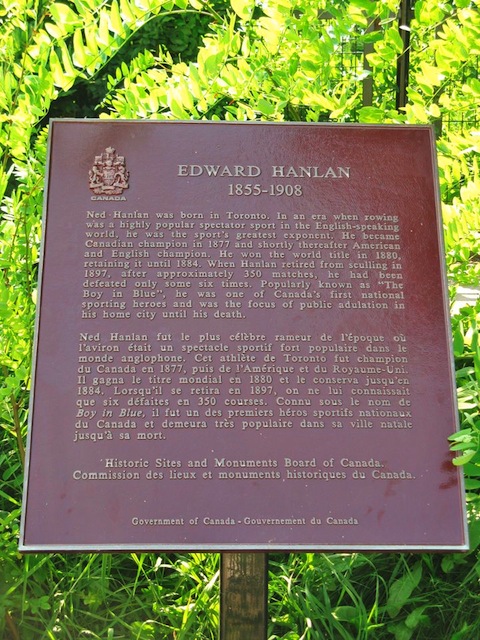 CANADA
EDWARD HANLAN
1855-1908
Ned Hanlan was born in Toronto. In an era when rowing
was a highly popular spectator sport in the English-speaking
world, he was the sport's greatest exponent. He became
Canadian champion in 1877 and shortly thereafter American
and English champion. He won the world title in 1880,
retaining it until 1884. When Hanlan retired from sculling in
1897, after approximately 350 matches, he had been
defeated only some six times. Popularly known as "The
Boy in Blue", he was one of Canada's first national
sporting heroes and was the focus of public adulation in
his home city until his death.
Ned Hanlan fut le plus célèbre rameur de l'époque où
l'aviron était un spectacle sportif fort populaire dans le
monde anglophone. Cet athlète de Toronto fut champion
du Canada en 1877, puis de l'Amérique et du Royaume-Uni.
Il gagna le titre mondial en 1880 et le conserva jusqu'en
1884. Lorsqu'il se retira en 1897, on ne lui connaissait
que six défaites en 350 courses. Connu sous le nom de
Boy in Blue, il fut un des premiers héros sportifs nationaux
du Canada et demeura très populaire dans sa ville natale
jusqu'à sa mort.
Historic Sites and Monuments Board of Canada.
Commission des lieux et monuments historiques du Canada.
Government of Canada - Gouvernement du Canada